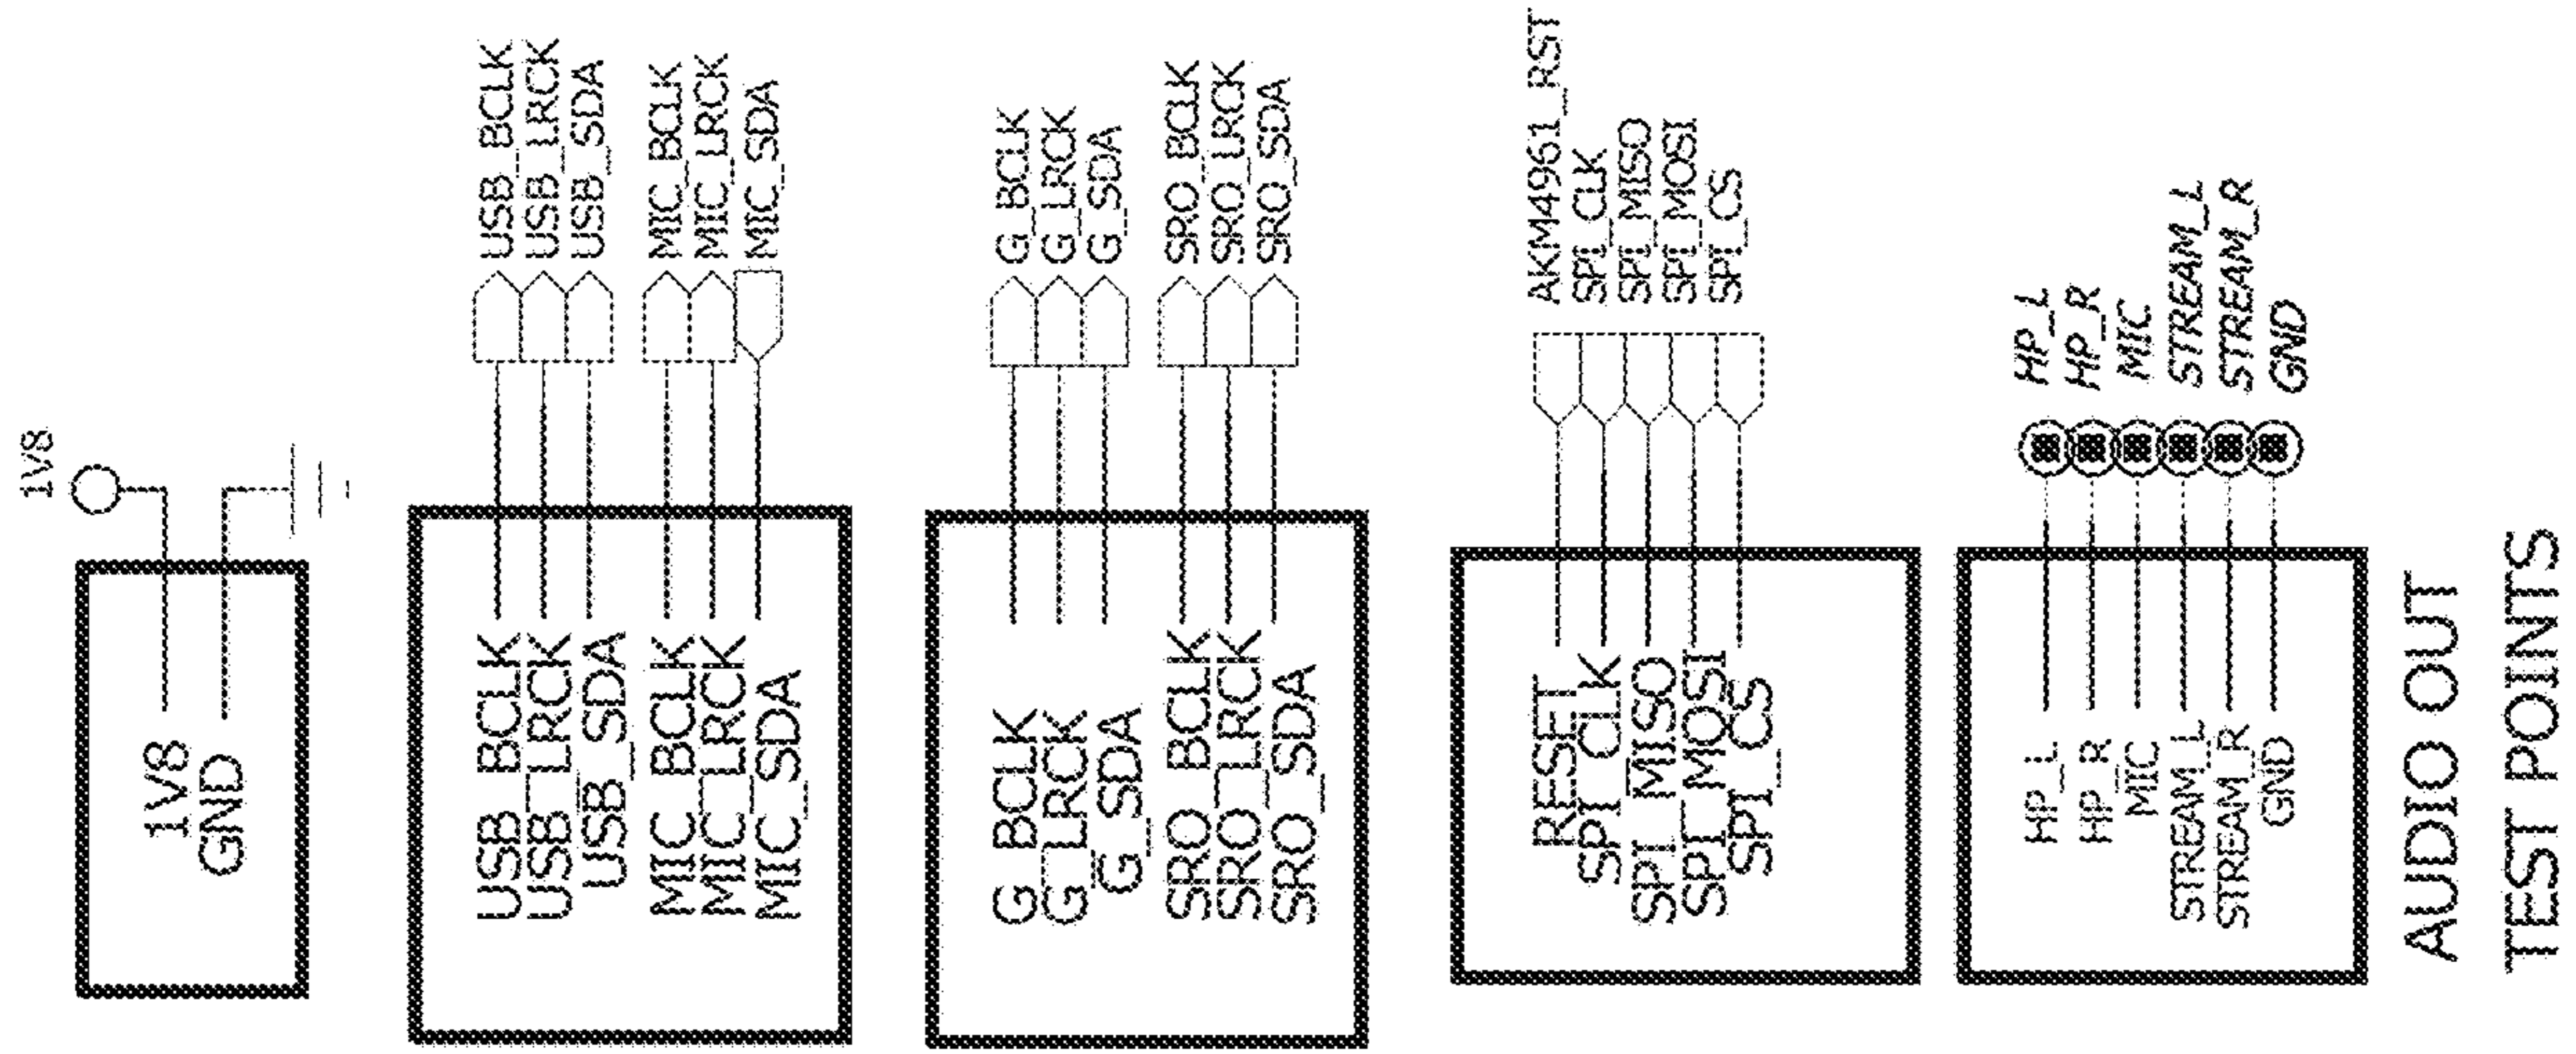 1V8
1V8
GND
USB_BCLK
USB_LRCK
USB_SDA
MIC_BCLK
MIC_LRCK
MIC_SDA
USB_BCLK
USB_LRCK
USB_SDA
MIC_BCLK
MIC_LRCK
MIC_SDA
G_BCLK
G_LRCK
G_SDA
SRO_BCLK
SRO_LRCK
SRO_SDA
G_BCLK
G_LRCK
G_SDA
SRO_BCLK
SRO_LRCK
SRO_SDA
RESET
SPI_CLK
SPI_MISO
SPI_MOSI
SPI_CS
AKM4961_RST
SPI_CLK
SPI_MISO
SPI_MOSI
SPI_CS
HP_L
HP_R
MIC
STREAM_L
STREAM_R
GND
HP_L
HP_R
MIC
STREAM_L
STREAM_R
GND
AUDIO OUT
TEST POINTS